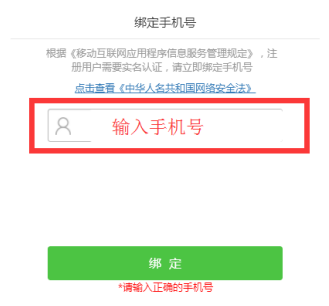 绑定手机号
根据《移动互联网应用程序信息服务管理规定》，注
册用户需要实名认证，请立即绑定手机号
点击查看《中华人名共和国网络安全法》
输入手机号
绑 定
*请输入正确的手机号